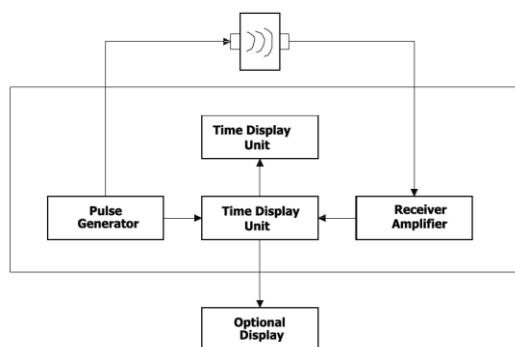 Time Display
Unit
Pulse
Generator
Time Display
Unit
Receiver
Amplifier
Optional
Display